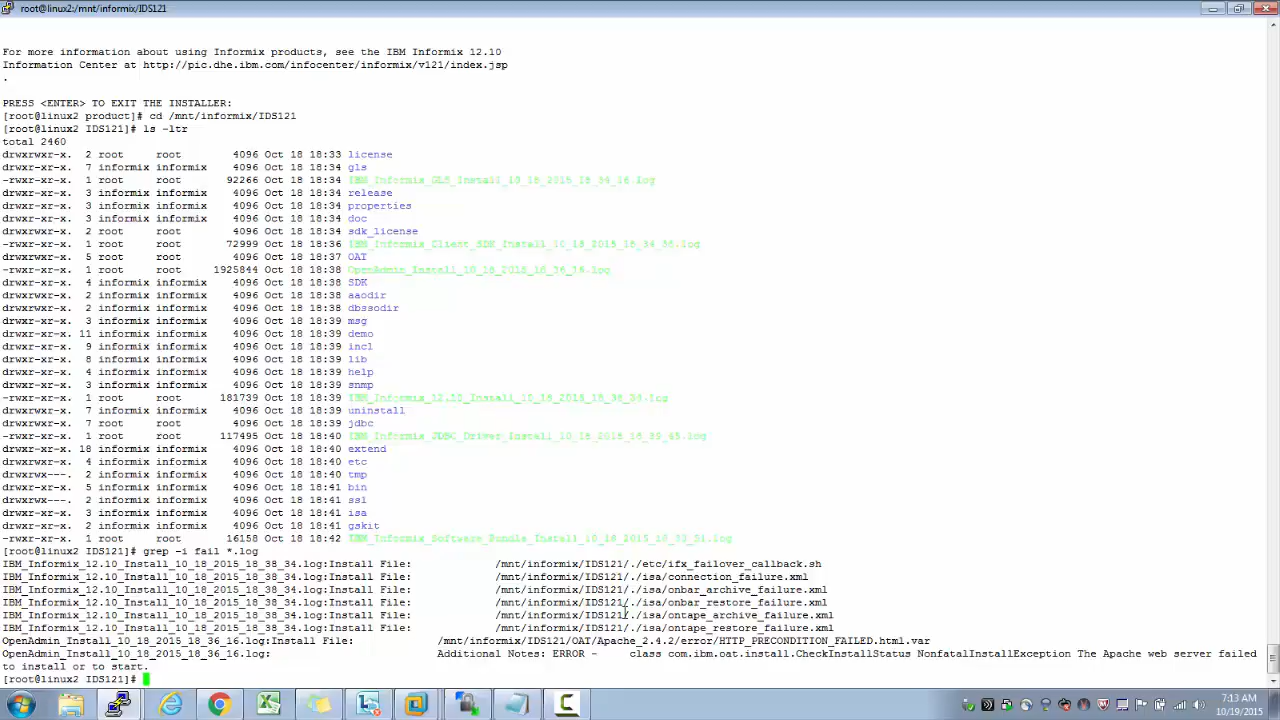 root@linux2:/mnt/informix/IDS121
For more information about using Informix products, see the IBM Informix 12.10
Information Center at http://pic.dhe.ibm.com/infocenter/informix/v121/index.jsp
.
PRESS <ENTER> TO EXIT THE INSTALLER:
[root@linux2 product]# cd /mnt/informix/IDS121
[root@linux2 IDS121]# ls -ltr
total 2460
drwxrwxr-x. 2 root root 4096 Oct 18 18:33 license
drwxr-xr-x. 7 informix informix 4096 Oct 18 18:34 gls
-rwxr-xr-x. 1 root root 92266 Oct 18 18:34 IBM_Informix_GLS_Install_10_18_2015_18_34_16.log
drwxr-xr-x. 3 informix informix 4096 Oct 18 18:34 release
drwxrwxr-x. 3 informix informix 4096 Oct 18 18:34 properties
drwxr-xr-x. 3 informix informix 4096 Oct 18 18:34 doc
drwxrwxr-x. 2 root root 4096 Oct 18 18:34 sdk_license
-rwxr-xr-x. 1 root root 72999 Oct 18 18:36 IBM_Informix_Client_SDK_Install_10_18_2015_18_34_36.log
drwxrwxr-x. 5 root root 4096 Oct 18 18:37 OAT
-rwxr-xr-x. 1 root root 1925844 Oct 18 18:38 OpenAdmin_Install_10_18_2015_18_36_16.log
drwxrwxr-x. 4 informix informix 4096 Oct 18 18:38 SDK
drwxrwxr-x. 2 informix informix 4096 Oct 18 18:38 aaodir
drwxrwxr-x. 2 informix informix 4096 Oct 18 18:38 dbssodir
drwxr-xr-x. 3 informix informix 4096 Oct 18 18:39 msg
drwxr-xr-x. 11 informix informix 4096 Oct 18 18:39 demo
drwxr-xr-x. 9 informix informix 4096 Oct 18 18:39 incl
drwxr-xr-x. 8 informix informix 4096 Oct 18 18:39 lib
drwxr-xr-x. 4 informix informix 4096 Oct 18 18:39 help
drwxr-xr-x. 3 informix informix 4096 Oct 18 18:39 snmp
-rwxr-xr-x. 1 root root 181739 Oct 18 18:39 IBM_Informix_12.10_Install_10_18_2015_18_38_34.log
drwxrwxr-x. 7 informix informix 4096 Oct 18 18:39 uninstall
drwxrwxr-x. 7 root root 4096 Oct 18 18:39 jdbc
-rwxr-xr-x. 1 root root 117495 Oct 18 18:40 IBM_Informix_JDBC_Driver_Install_10_18_2015_18_39_45.log
drwxr-xr-x. 18 informix informix 4096 Oct 18 18:40 extend
drwxrwxr-x. 4 informix informix 4096 Oct 18 18:40 etc
drwxrwx---. 2 informix informix 4096 Oct 18 18:40 tmp
drwxrwxr-x. 5 informix informix 4096 Oct 18 18:41 bin
drwxrwx---. 2 informix informix 4096 Oct 18 18:41 ssl
drwxr-xr-x. 2 informix informix 4096 Oct 18 18:41 isa
drwxr-xr-x. 2 informix informix 4096 Oct 18 18:41 gskit
-rwxr-xr-x. 1 root root 16158 Oct 18 18:42
[root@linux2 IDS121]# grep -i fail *.log
IBM_Informix_12.10_Install_10_18_2015_18_38_34.log:Install File: /mnt/informix/IDS121/./etc/ifx_failover_callback.sh
IBM_Informix_12.10_Install_10_18_2015_18_38_34.log:Install File: /mnt/informix/IDS121/./isa/connection_failure.xml
IBM_Informix_12.10_Install_10_18_2015_18_38_34.log:Install File: /mnt/informix/IDS121/./isa/onbar_archive_failure.xml
IBM_Informix_12.10_Install_10_18_2015_18_38_34.log:Install File: /mnt/informix/IDS121/./isa/onbar_restore_failure.xml
IBM_Informix_12.10_Install_10_18_2015_18_38_34.log:Install File: /mnt/informix/IDS121/./isa/ontape_archive_failure.xml
IBM_Informix_12.10_Install_10_18_2015_18_38_34.log:Install File: /mnt/informix/IDS121/./isa/ontape_restore_failure.xml
OpenAdmin_Install_10_18_2015_18_36_16.log:Install File: /mnt/informix/IDS121/OAT/Apache_2.4.2/error/HTTP_PRECONDITION_FAILED.html.var
OpenAdmin_Install_10_18_2015_18_36_16.log: Additional Notes: ERROR - class com.ibm.oat.install.CheckInstallStatus NonfatalInstallException The Apache web server failed
to install or to start.
[root@linux2 IDS121]#
7:13 AM
10/19/2015